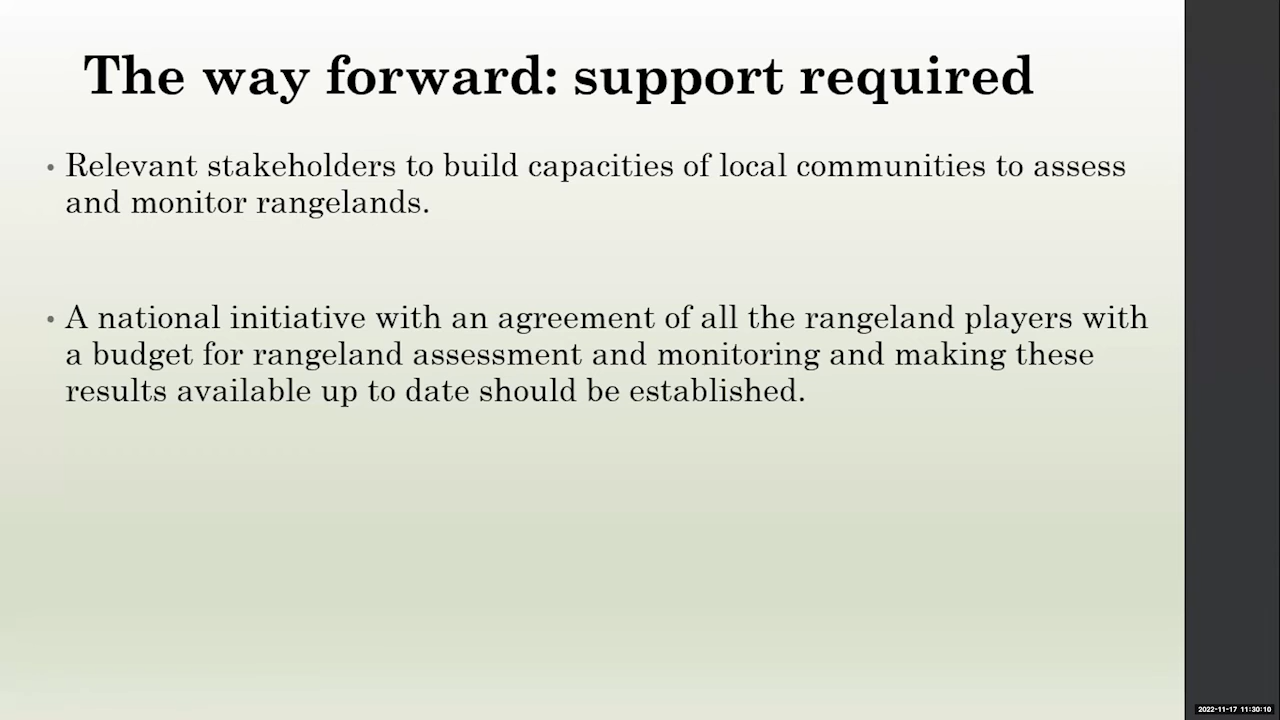 The way forward: support required
• Relevant stakeholders to build capacities of local communities to assess
and monitor rangelands.
• A national initiative with an agreement of all the rangeland players with
a budget for rangeland assessment and monitoring and making these
results available up to date should be established.
2022-11-17 11:30:10